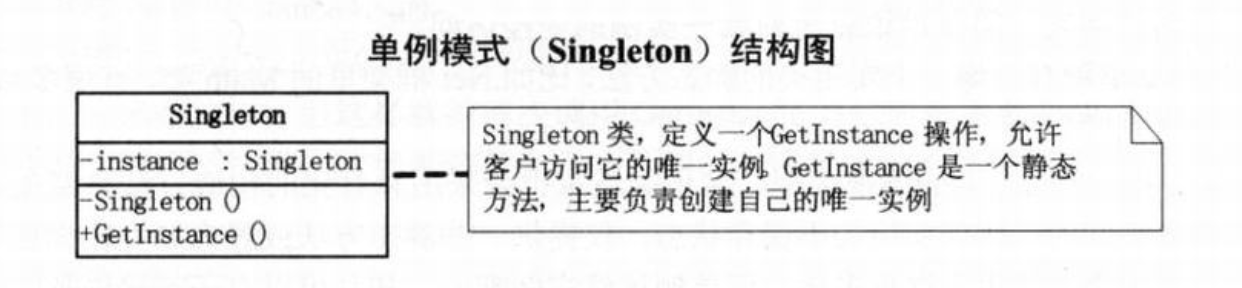 单例模式（Singleton）结构图
Singleton
-instance : Singleton
-Singleton()
+GetInstance()
Singleton 类，定义一个GetInstance 操作，允许
客户访问它的唯一实例。GetInstance 是一个静态
方法，主要负责创建自己的唯一实例